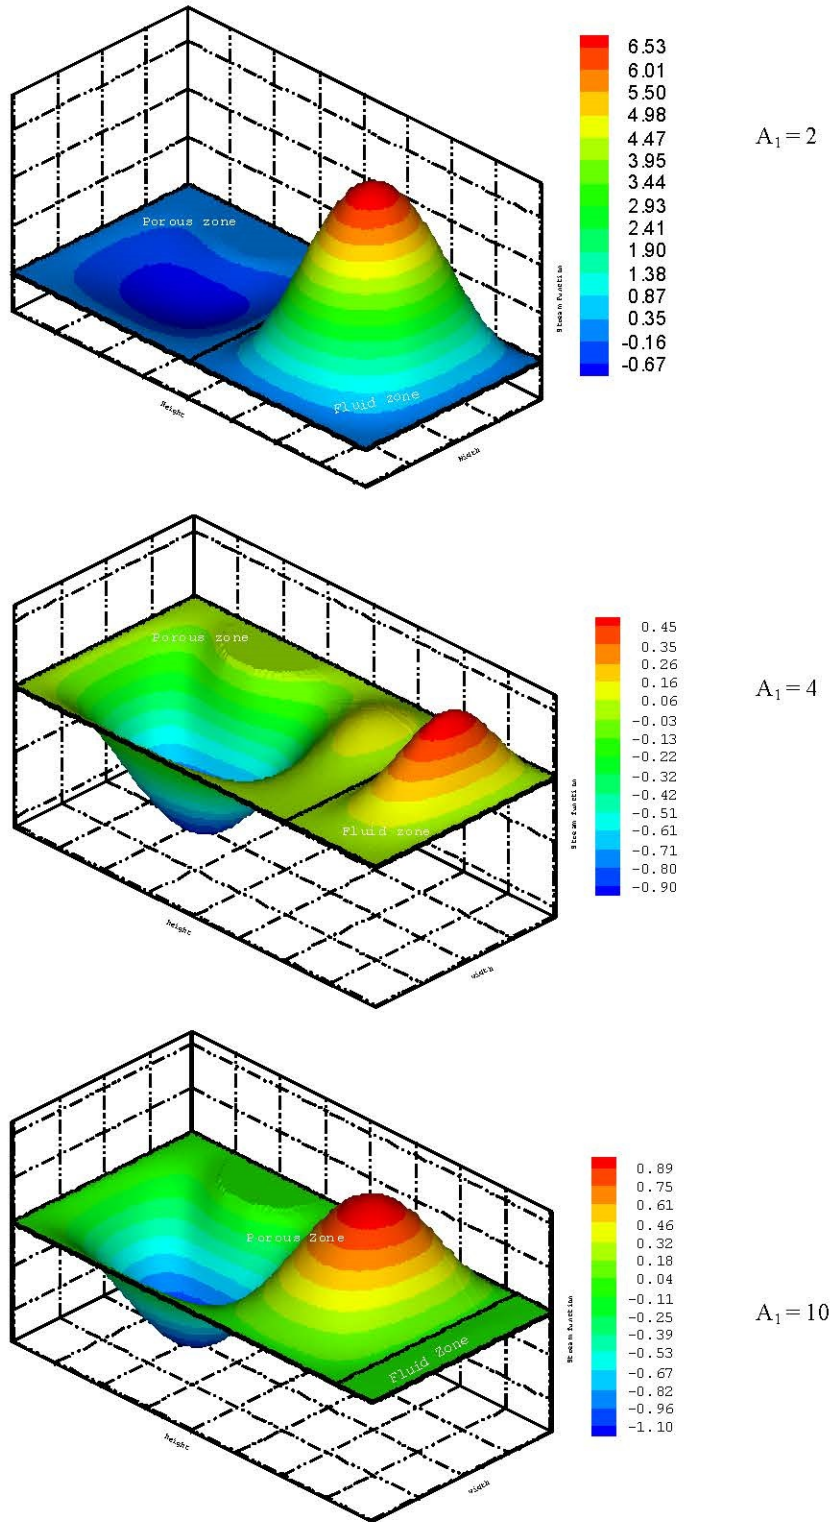 6.53
6.01
5.50
4.98
4.47
3.95
3.44
2.93
2.41
1.90
1.38
0.87
0.35
-0.16
-0.67
A₁ = 2
Porous zone
Fluid zone
Stream function
Height
Width
0.45
0.35
0.26
0.16
0.06
-0.03
-0.13
-0.22
-0.32
-0.42
-0.51
-0.61
-0.71
-0.80
-0.90
A₁ = 4
Porous zone
Fluid zone
Stream function
Height
Width
0.89
0.75
0.61
0.46
0.32
0.18
0.04
-0.11
-0.25
-0.39
-0.53
-0.67
-0.82
-0.96
-1.10
A₁ = 10
Porous Zone
Fluid Zone
Stream function
Height
Width